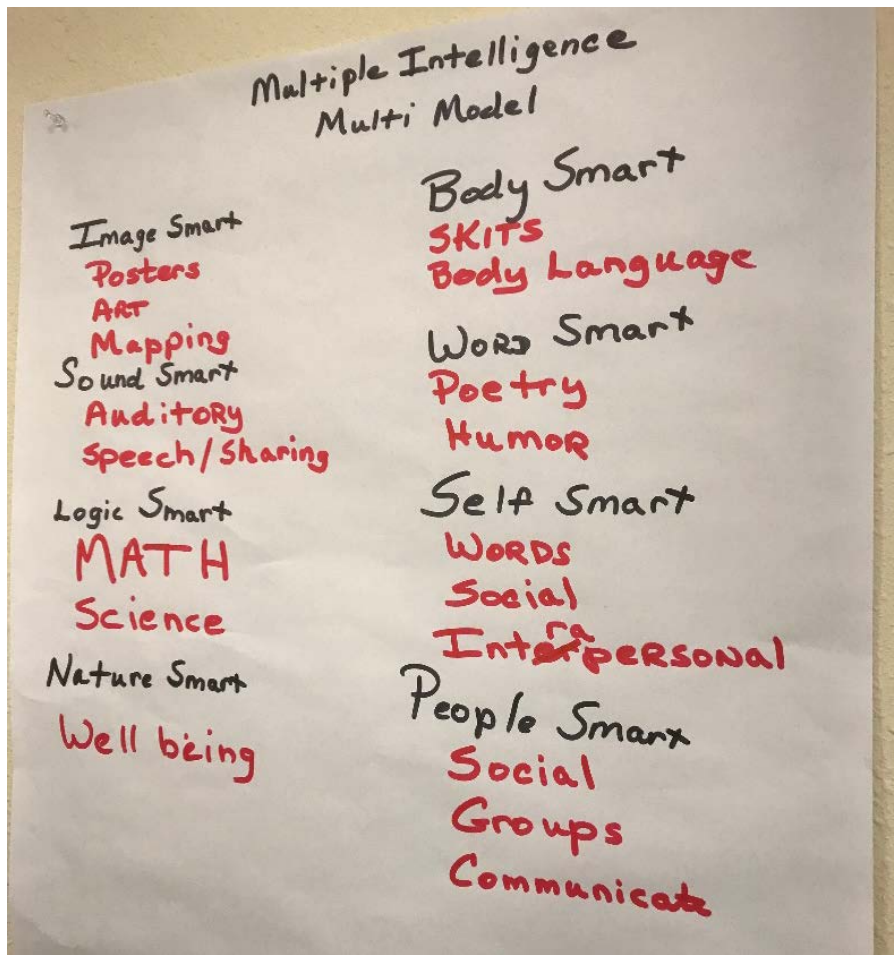 Multiple Intelligence
Multi Model
Image Smart
Posters
ART
Mapping
Sound Smart
Auditory
Speech/Sharing
Logic Smart
MATH
Science
Nature Smart
Well being
Body Smart
SKITS
Body Language
Word Smart
Poetry
Humor
Self Smart
Words
Social
Intrapersonal
People Smart
Social
Groups
Communicate